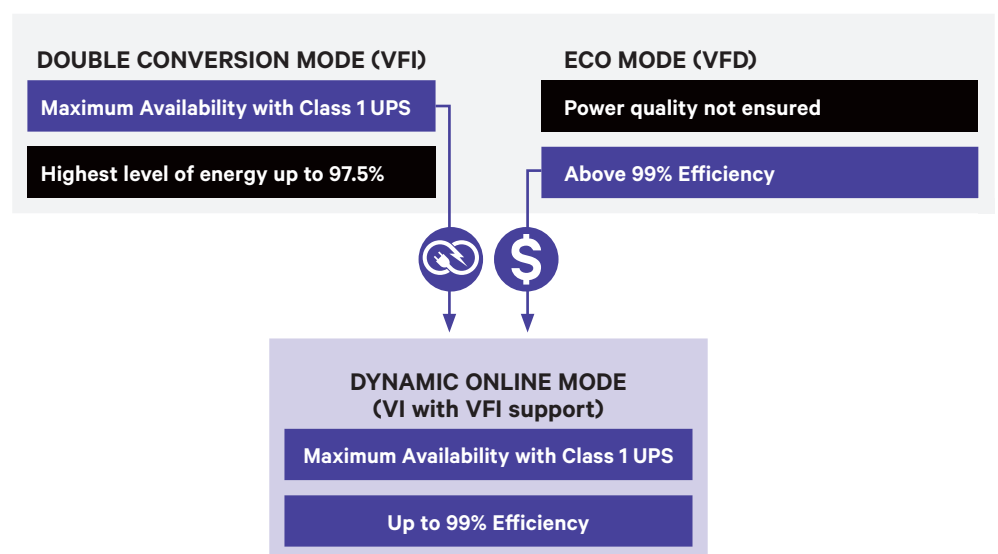 DOUBLE CONVERSION MODE (VFI)
Maximum Availability with Class 1 UPS
Highest level of energy up to 97.5%
ECO MODE (VFD)
Power quality not ensured
Above 99% Efficiency
$
DYNAMIC ONLINE MODE
(VI with VFI support)
Maximum Availability with Class 1 UPS
Up to 99% Efficiency